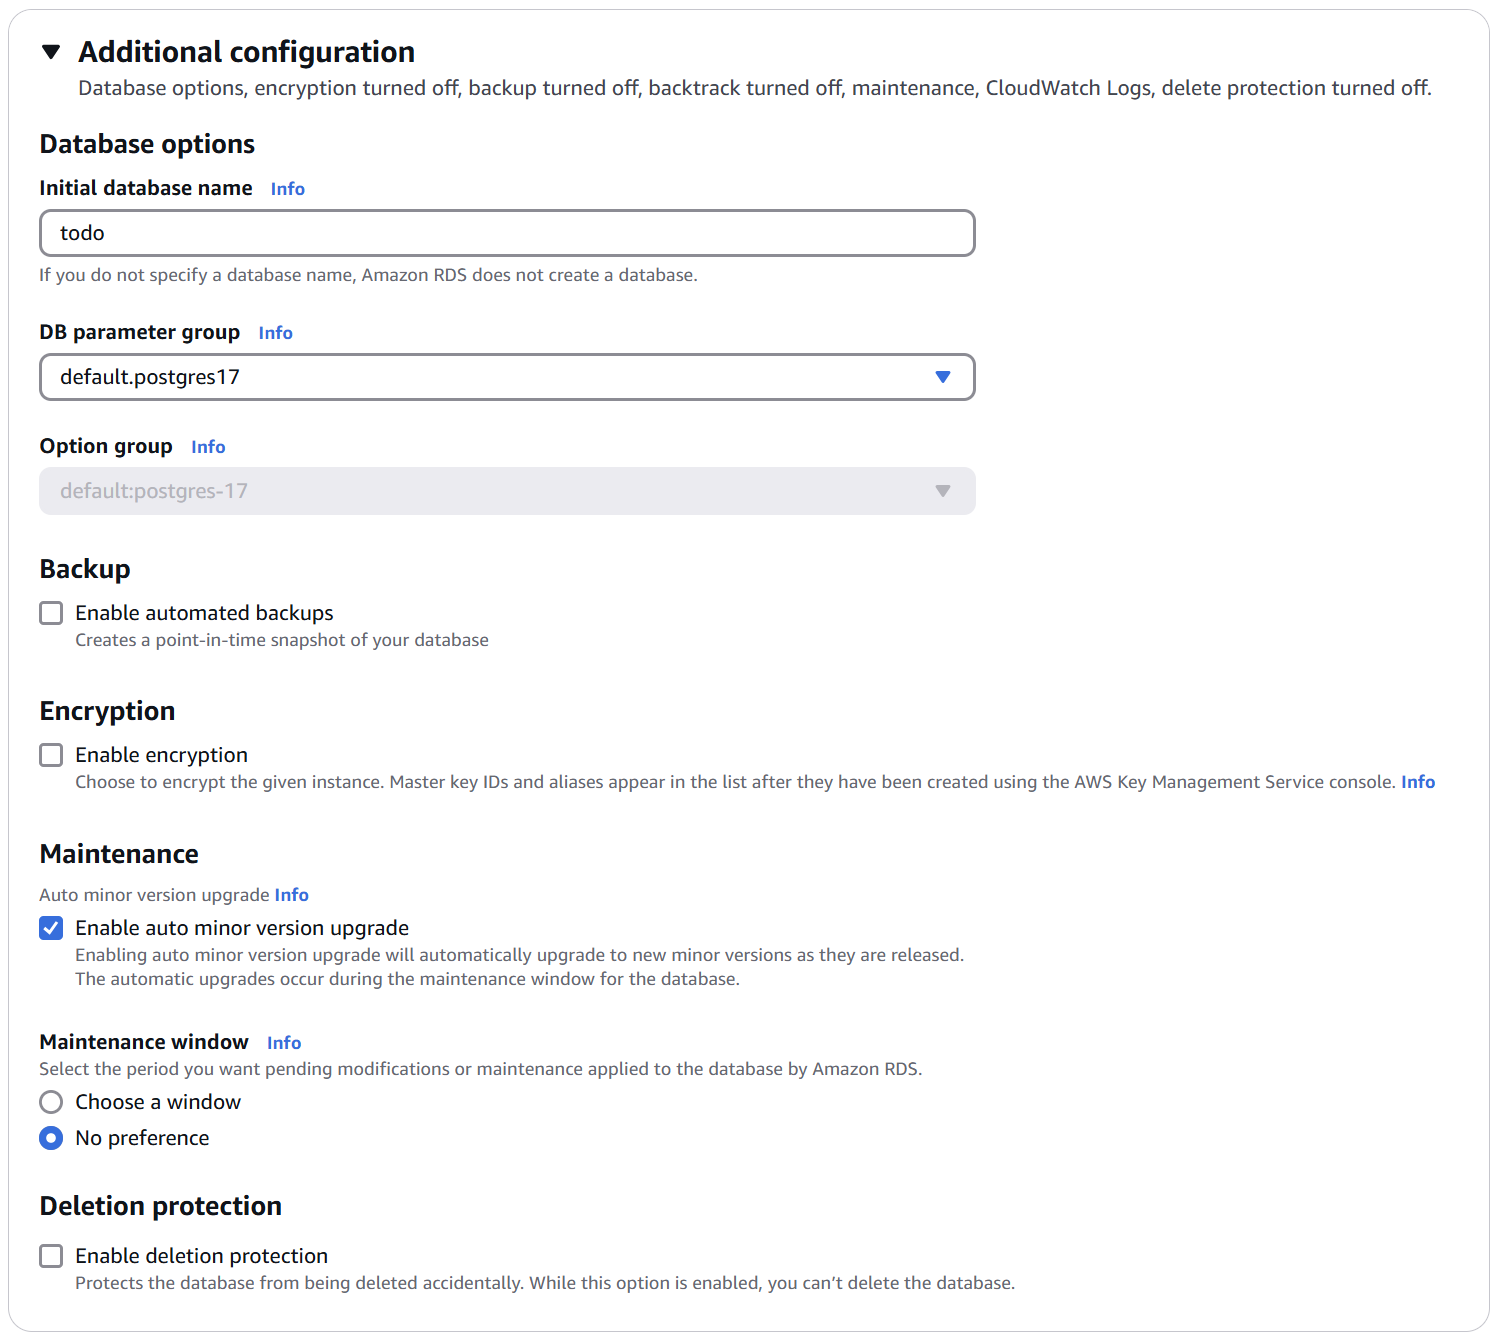 Additional configuration
Database options, encryption turned off, backup turned off, backtrack turned off, maintenance, CloudWatch Logs, delete protection turned off.
Database options
Initial database name Info
todo
If you do not specify a database name, Amazon RDS does not create a database.
DB parameter group Info
default.postgres17
Option group Info
default:postgres-17
Backup
Enable automated backups
Creates a point-in-time snapshot of your database
Encryption
Enable encryption
Choose to encrypt the given instance. Master key IDs and aliases appear in the list after they have been created using the AWS Key Management Service console. Info
Maintenance
Auto minor version upgrade Info
Enable auto minor version upgrade
Enabling auto minor version upgrade will automatically upgrade to new minor versions as they are released.
The automatic upgrades occur during the maintenance window for the database.
Maintenance window Info
Select the period you want pending modifications or maintenance applied to the database by Amazon RDS.
Choose a window
No preference
Deletion protection
Enable deletion protection
Protects the database from being deleted accidentally. While this option is enabled, you can’t delete the database.